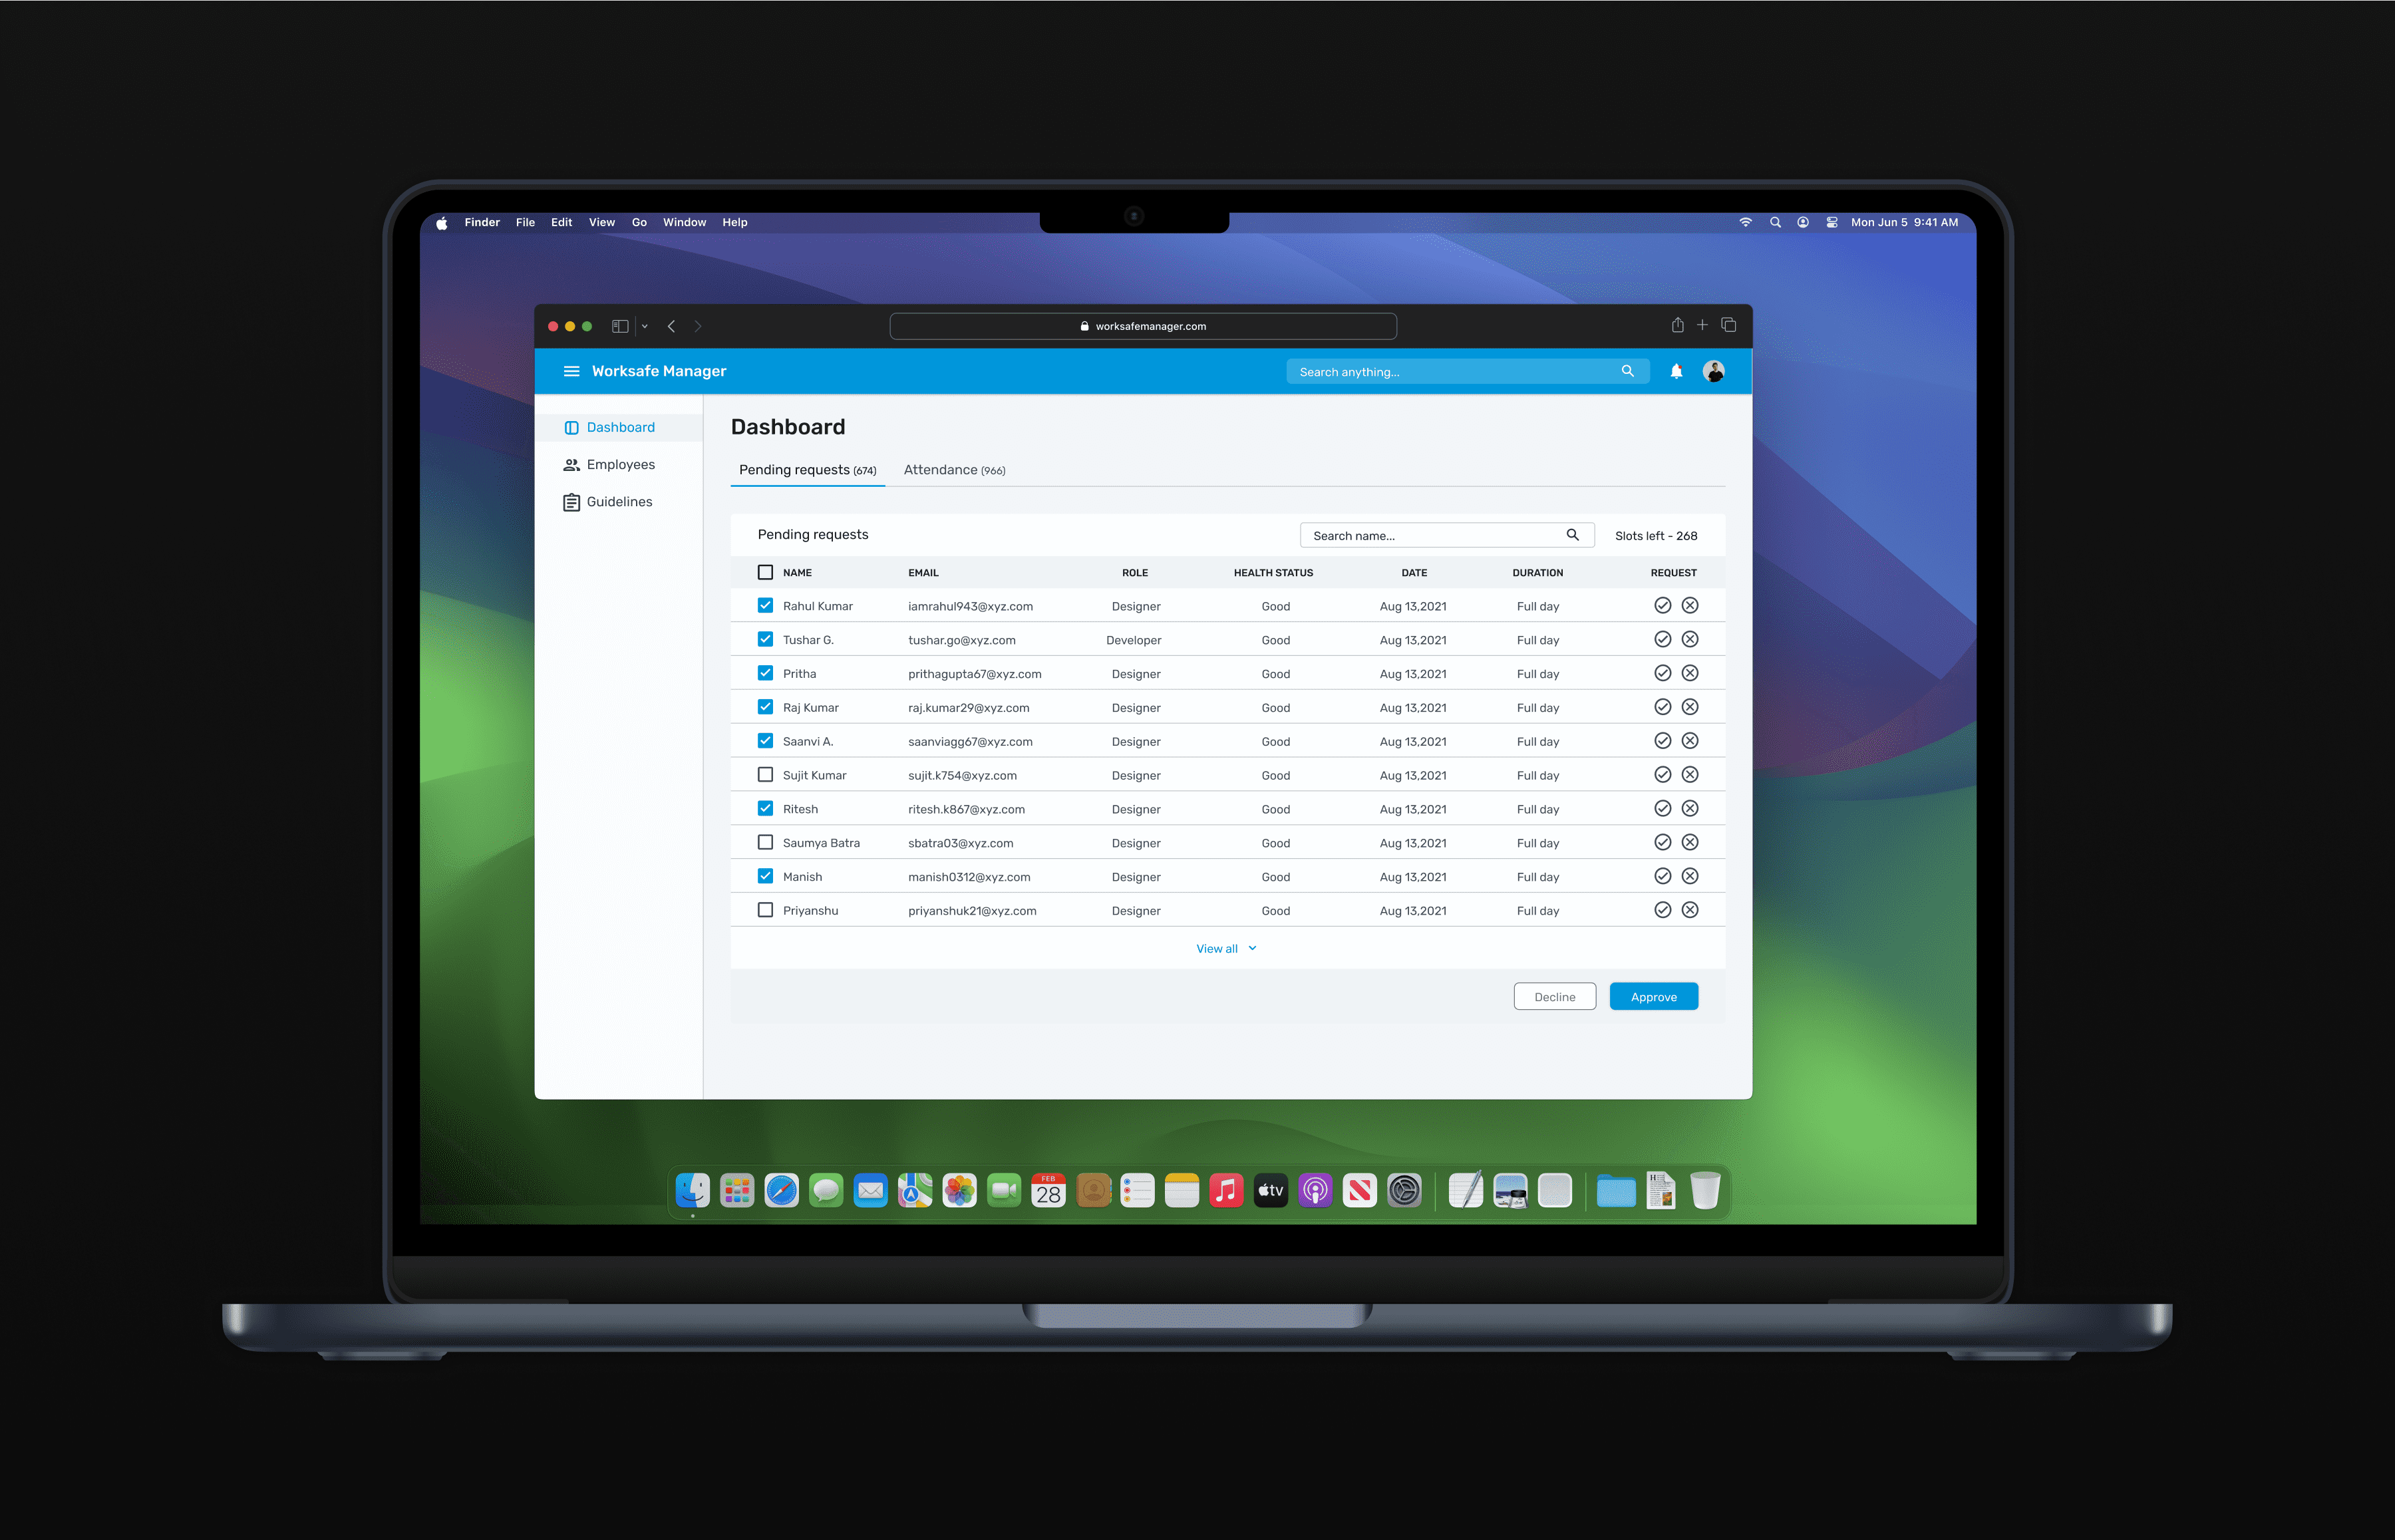 Finder File Edit View Go Window Help Mon Jun 5 9:41 AM
worksafemanager.com
Worksafe Manager Search anything...
Dashboard
Employees
Guidelines
Dashboard
Pending requests (674) Attendance (966)
Pending requests Search name... Slots left - 268
NAME EMAIL ROLE HEALTH STATUS DATE DURATION REQUEST
Rahul Kumar iamrahul943@xyz.com Designer Good Aug 13,2021 Full day
Tushar G. tushar.go@xyz.com Developer Good Aug 13,2021 Full day
Pritha prithagupta67@xyz.com Designer Good Aug 13,2021 Full day
Raj Kumar raj.kumar29@xyz.com Designer Good Aug 13,2021 Full day
Saanvi A. saanviagg67@xyz.com Designer Good Aug 13,2021 Full day
Sujit Kumar sujit.k754@xyz.com Designer Good Aug 13,2021 Full day
Ritesh ritesh.k867@xyz.com Designer Good Aug 13,2021 Full day
Saumya Batra sbatra03@xyz.com Designer Good Aug 13,2021 Full day
Manish manish0312@xyz.com Designer Good Aug 13,2021 Full day
Priyanshu priyanshuk21@xyz.com Designer Good Aug 13,2021 Full day
View all
Decline Approve
FEB
28
tv